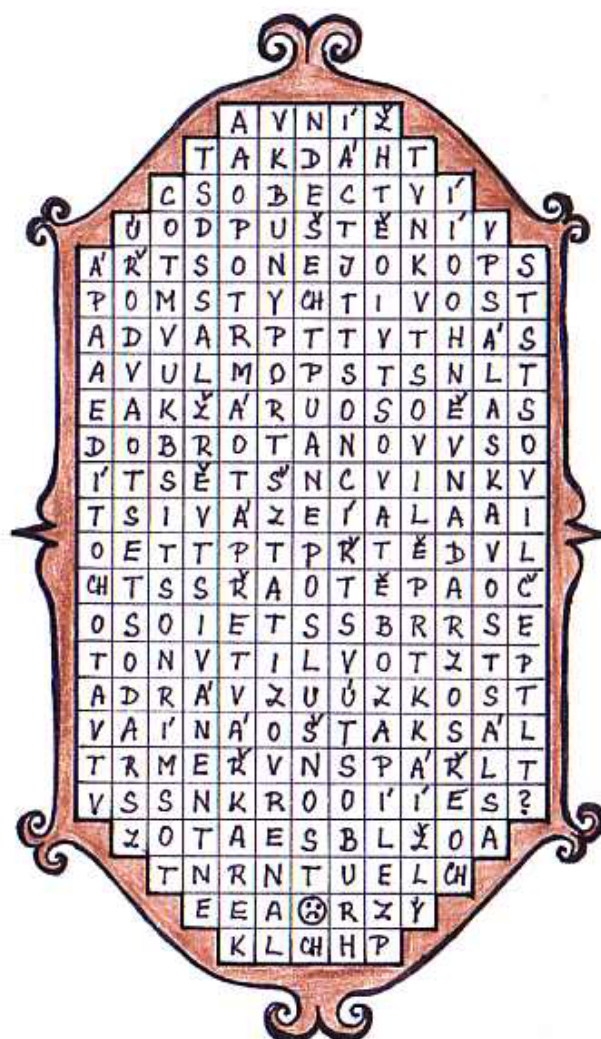 A V N Í Ž
T A K D Á H T
C S O B E C T V Í
Ú O D P U Š T Ě N Í V
Á Ř T S O N E J O K O P S
P O M S T Y CH T I V O S T
A D V A R P T T V T H Á S
A V U L M O P S T S N L T
E A K Ž Á R U O S O Ě A S
D O B R O T A N O V V S O
Í T S Ě T Š N C V I N K V
T S I V Á Z E Í A L A A I
O E T T P T P Ř T Ě D V L
CH T S S Ř A O T Ě P A O Č
O S O I E T S S B R R S E
T O N V T I L V O T Z T P
A D R Á V Z U Ú Z K O S T
V A Í N Á O Š T A K S Á L
T R M E Ř V N S P Á Ř L T
V S S N K R O O Í Í E S ?
Z O T A E S B L Ž O A
T N R N T U E L CH
E E A ☹ R Z Ý
K L CH H P